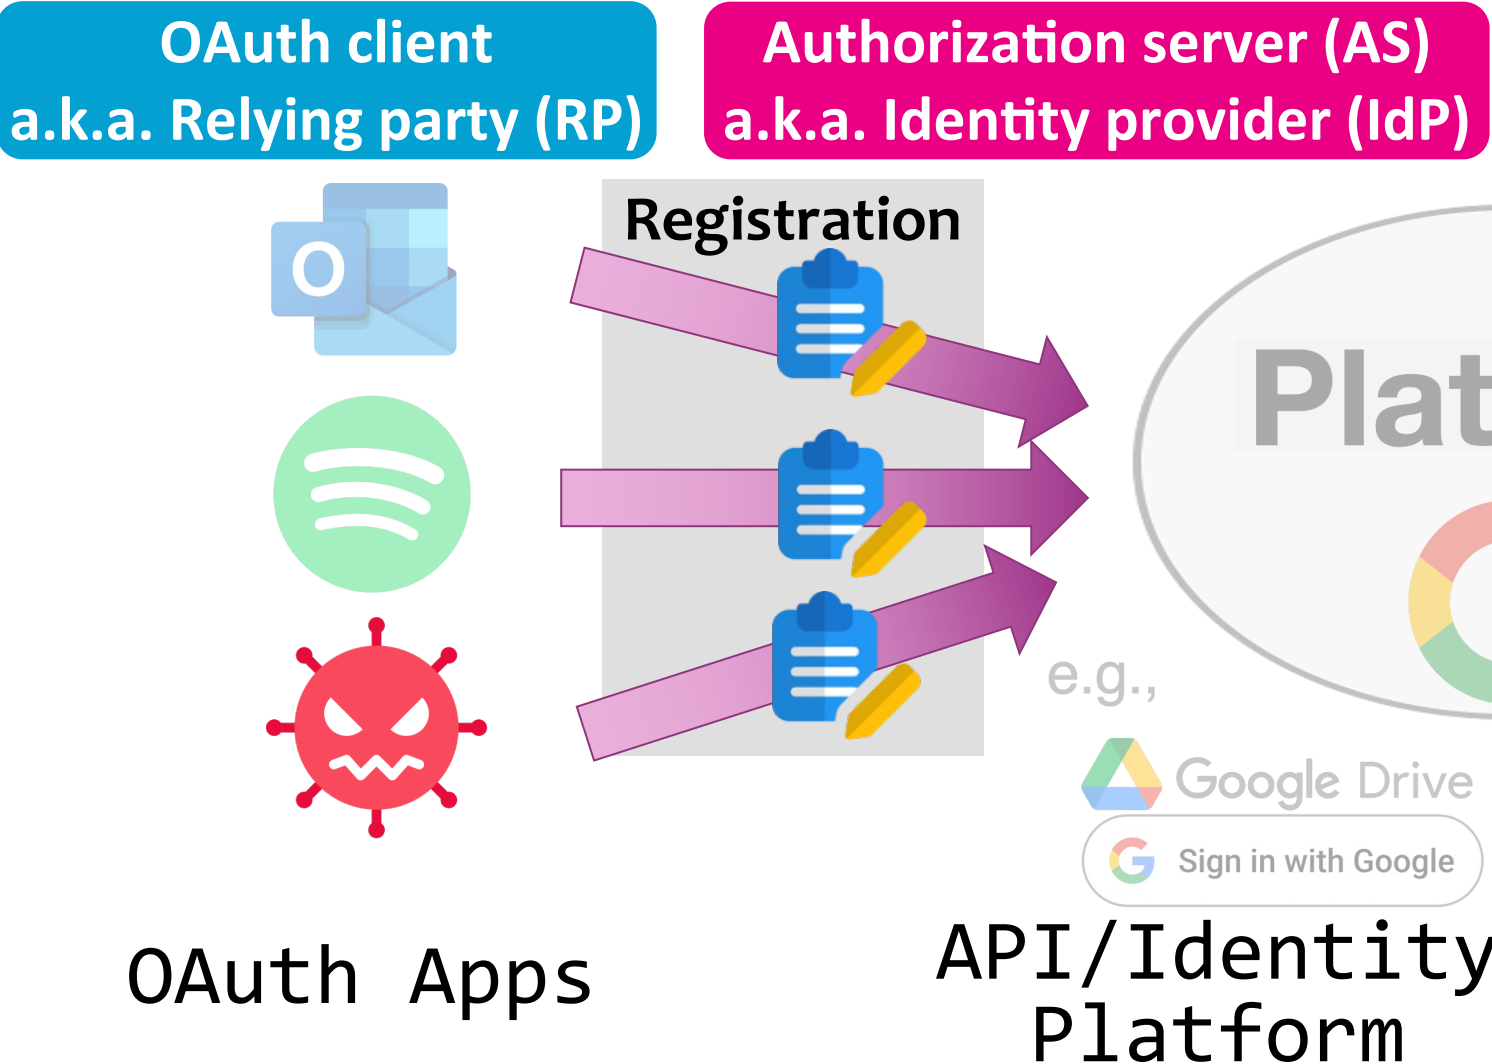 OAuth client
a.k.a. Relying party (RP)
Authorization server (AS)
a.k.a. Identity provider (IdP)
Registration
O
Plat
e.g.,
Google Drive
Sign in with Google
OAuth Apps
API/Identity
Platform